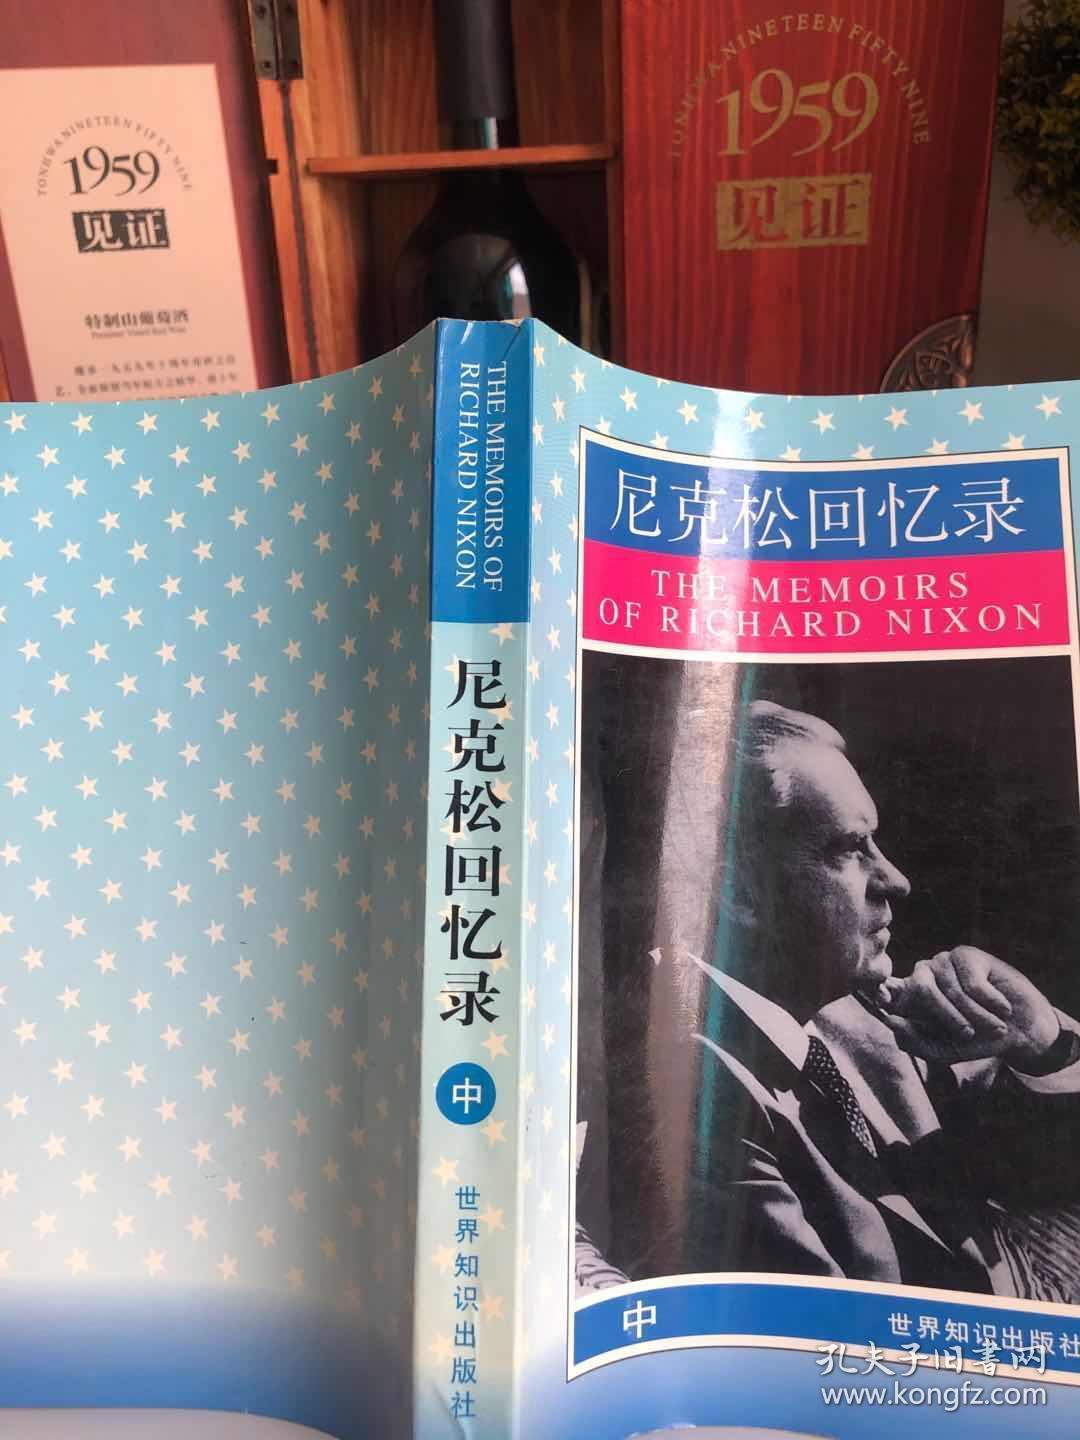 TONHWA NINETEEN FIFTY NINE
1959
见证
特制山葡萄酒
TONHWA NINETEEN FIFTY NINE
1959
见证
THE MEMOIRS OF
RICHARD NIXON
尼克松回忆录
中
世界知识出版社
尼克松回忆录
THE MEMOIRS
OF RICHARD NIXON
中
世界知识出版社
孔夫子旧书网
www.kongfz.com